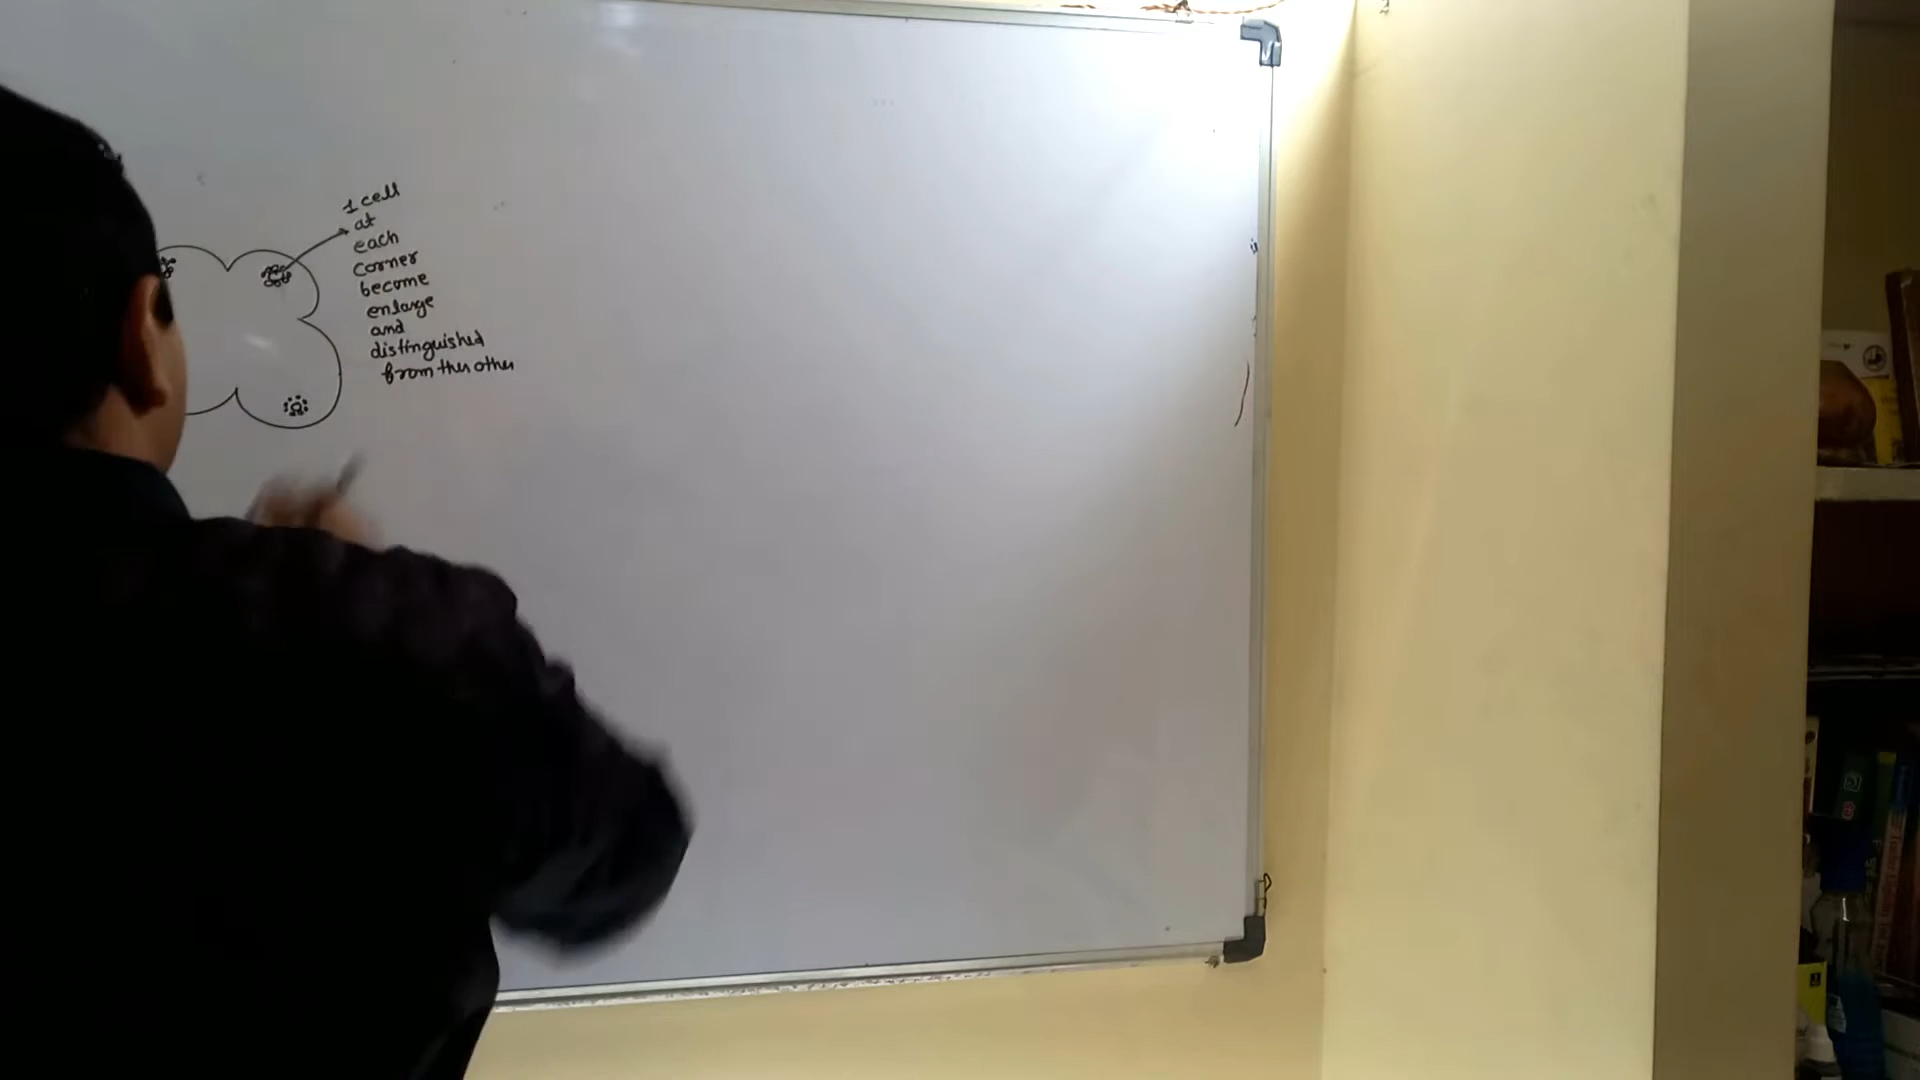 1 cell
at
each
corner
become
enlarge
and
distinguished
from the other